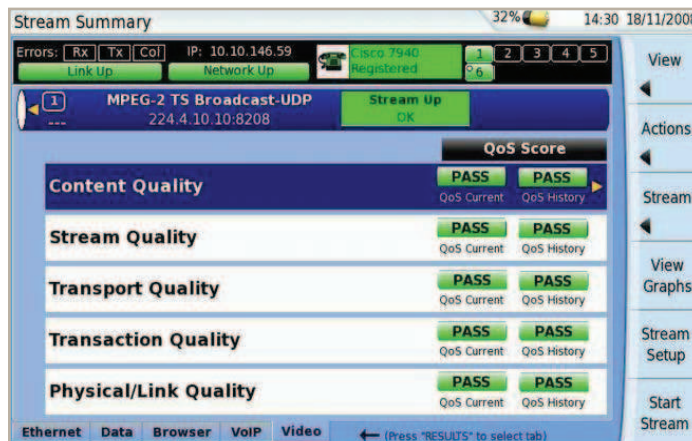 Stream Summary 32% 14:30 18/11/2008
Errors: Rx Tx Col IP: 10.10.146.59 Cisco 7940 1 2 3 4 5
Link Up Network Up Registered 6
1 MPEG-2 TS Broadcast-UDP Stream Up
--- 224.4.10.10:8208 OK
QoS Score
Content Quality PASS PASS
QoS Current QoS History
Stream Quality PASS PASS
QoS Current QoS History
Transport Quality PASS PASS
QoS Current QoS History
Transaction Quality PASS PASS
QoS Current QoS History
Physical/Link Quality PASS PASS
QoS Current QoS History
Ethernet Data Browser VoIP Video (Press "RESULTS" to select tab)
View
Actions
Stream
View
Graphs
Stream
Setup
Start
Stream